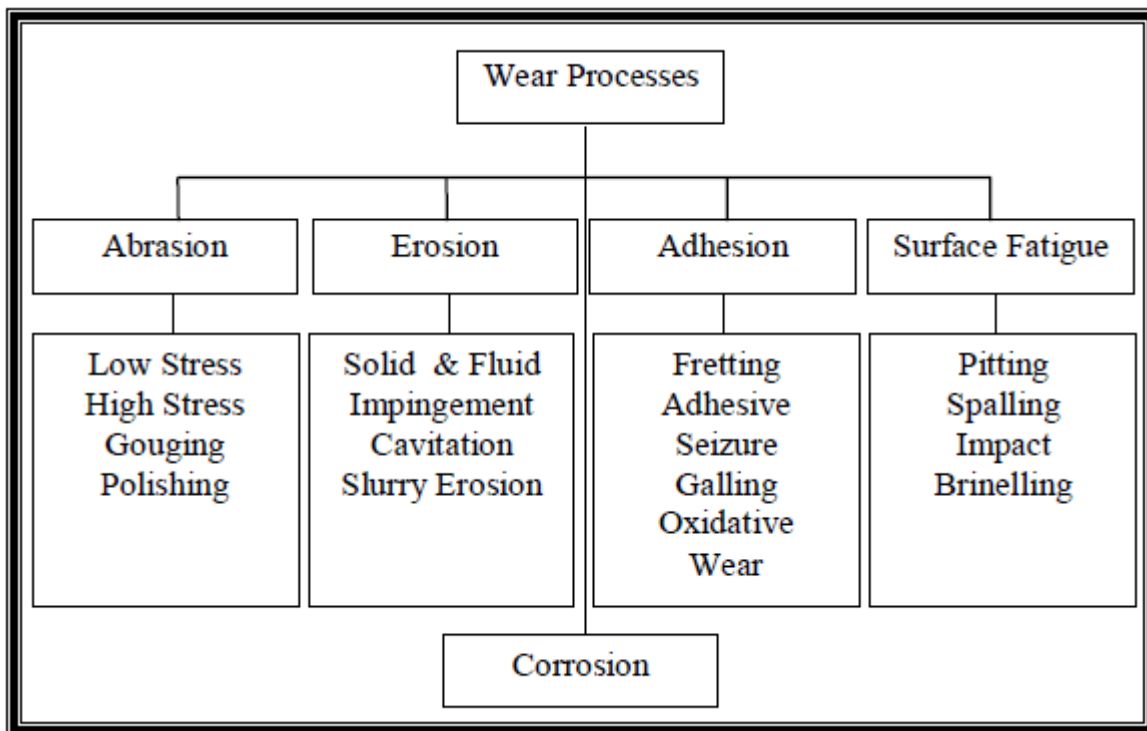 Wear Processes
Abrasion
Erosion
Adhesion
Surface Fatigue
Low Stress
High Stress
Gouging
Polishing
Solid & Fluid
Impingement
Cavitation
Slurry Erosion
Fretting
Adhesive
Seizure
Galling
Oxidative
Wear
Pitting
Spalling
Impact
Brinelling
Corrosion